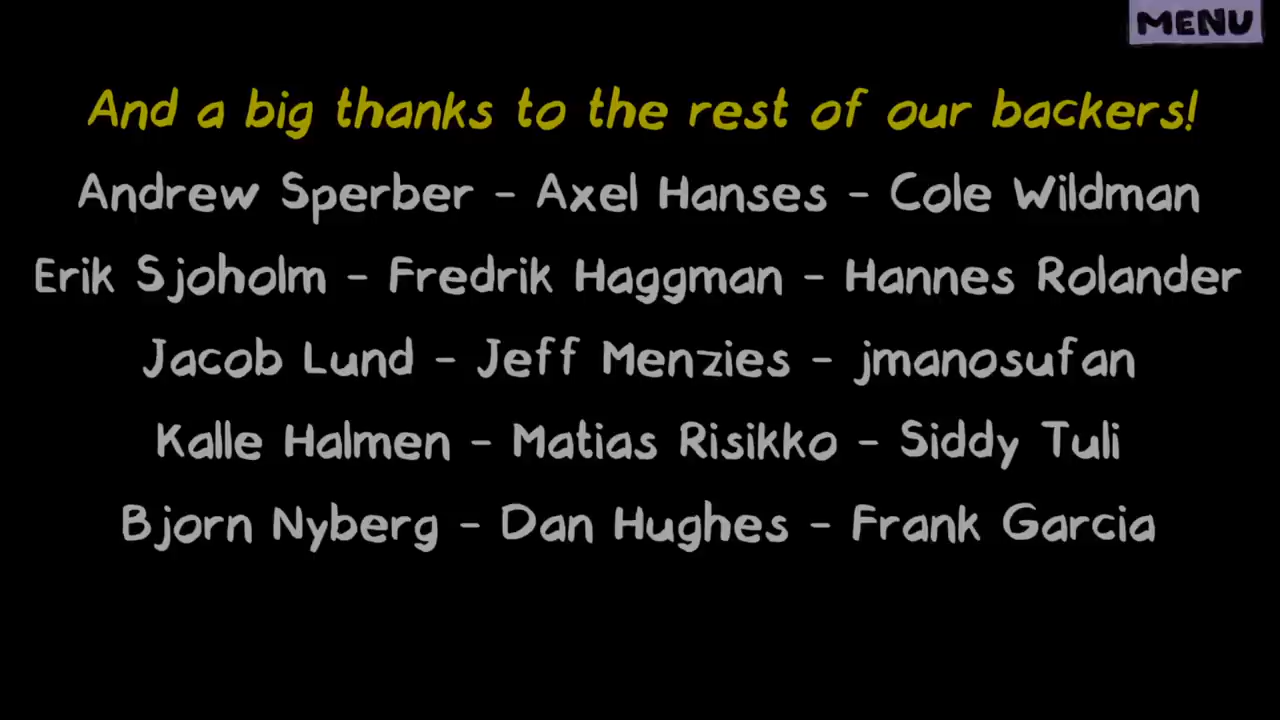 MENU
And a big thanks to the rest of our backers!
Andrew Sperber - Axel Hanses - Cole Wildman
Erik Sjoholm - Fredrik Haggman - Hannes Rolander
Jacob Lund - Jeff Menzies - jmanosufan
Kalle Halmen - Matias Risikko - Siddy Tuli
Bjorn Nyberg - Dan Hughes - Frank Garcia